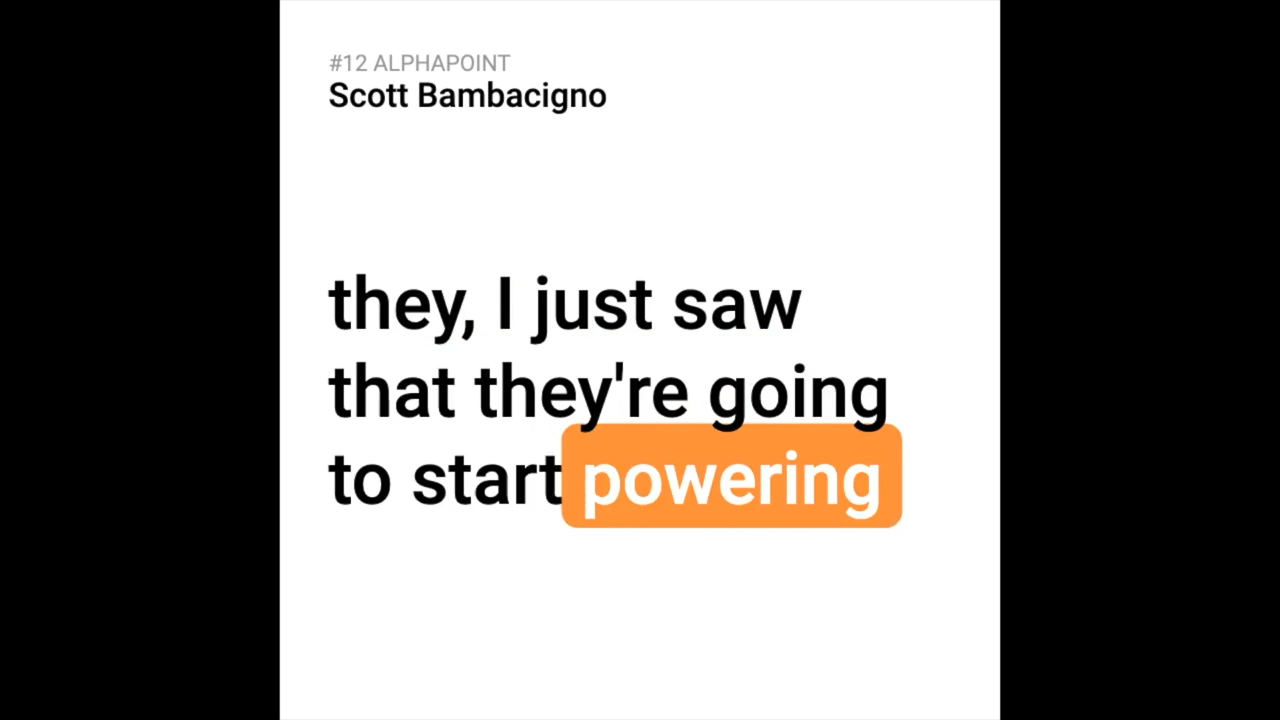 #12 ALPHAPOINT
Scott Bambacigno
they, I just saw
that they're going
to start powering